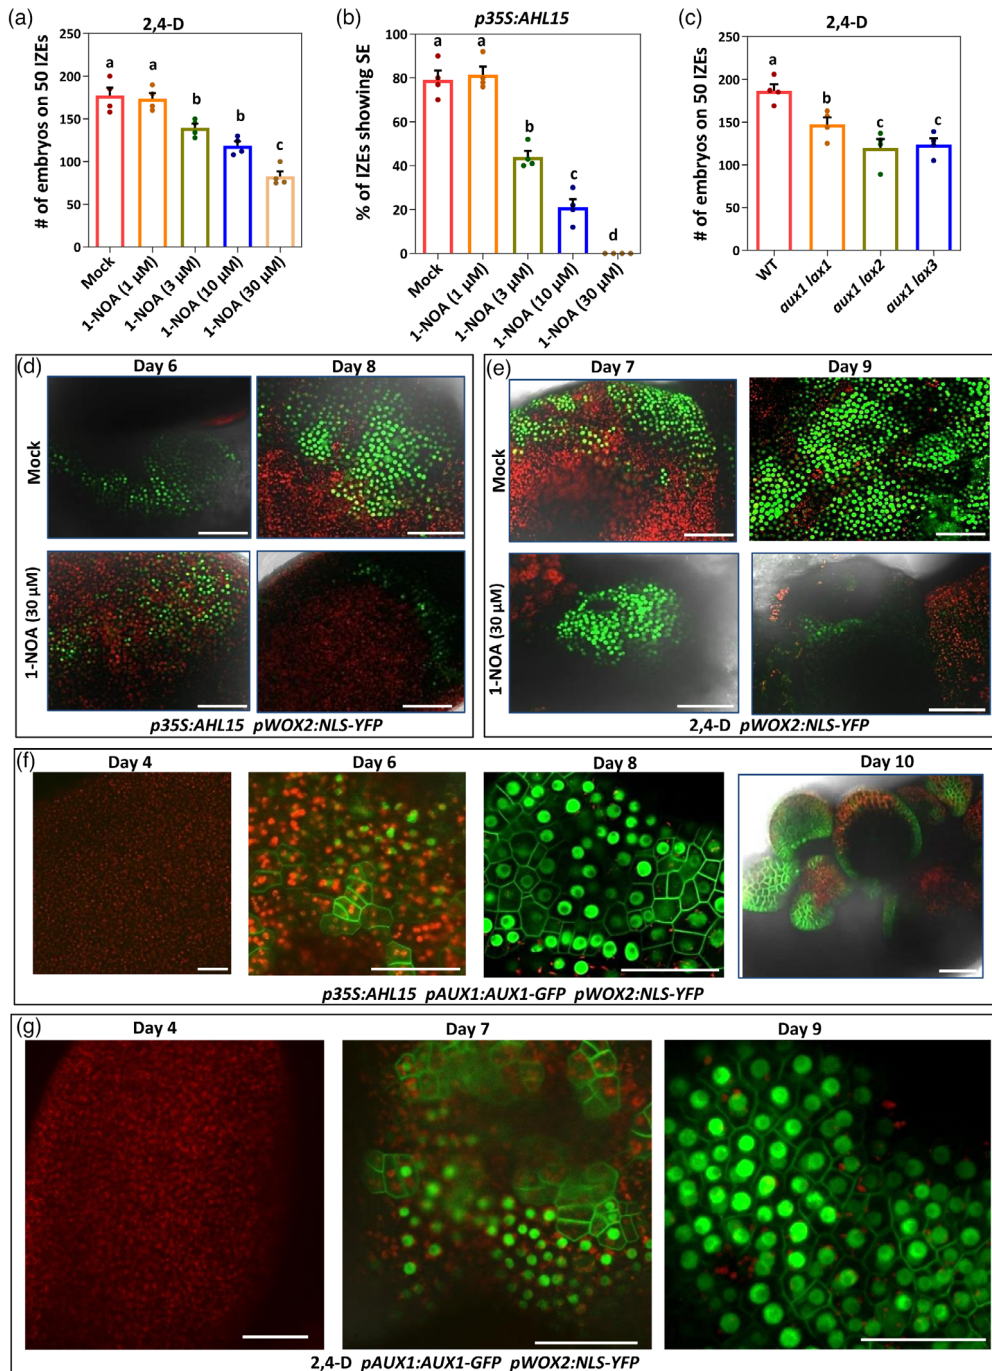 (a)
2,4-D
# of embryos on 50 IZEs
250
200
150
100
50
0
a
a
b
b
c
Mock
1-NOA (1 μM)
1-NOA (3 μM)
1-NOA (10 μM)
1-NOA (30 μM)
(b)
p35S:AHL15
% of IZEs showing SE
100
80
60
40
20
0
a
a
b
c
d
Mock
1-NOA (1 μM)
1-NOA (3 μM)
1-NOA (10 μM)
1-NOA (30 μM)
(c)
2,4-D
# of embryos on 50 IZEs
250
200
150
100
50
0
a
b
c
c
WT
aux1 lax1
aux1 lax2
aux1 lax3
(d)
Day 6
Day 8
Mock
1-NOA (30 μM)
p35S:AHL15 pWOX2:NLS-YFP
(e)
Day 7
Day 9
Mock
1-NOA (30 μM)
2,4-D pWOX2:NLS-YFP
(f)
Day 4
Day 6
Day 8
Day 10
p35S:AHL15 pAUX1:AUX1-GFP pWOX2:NLS-YFP
(g)
Day 4
Day 7
Day 9
2,4-D pAUX1:AUX1-GFP pWOX2:NLS-YFP